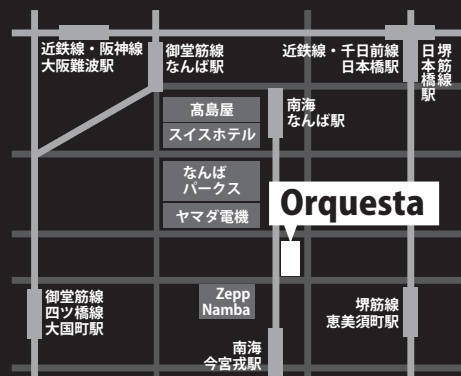 近鉄線・阪神線
大阪難波駅
御堂筋線
なんば駅
近鉄線・千日前線
日本橋駅
堺筋線
日本橋駅
髙島屋
スイスホテル
南海
なんば駅
なんば
パークス
ヤマダ電機
Orquesta
Zepp
Namba
御堂筋線
四ツ橋線
大国町駅
堺筋線
恵美須町駅
南海
今宮戎駅